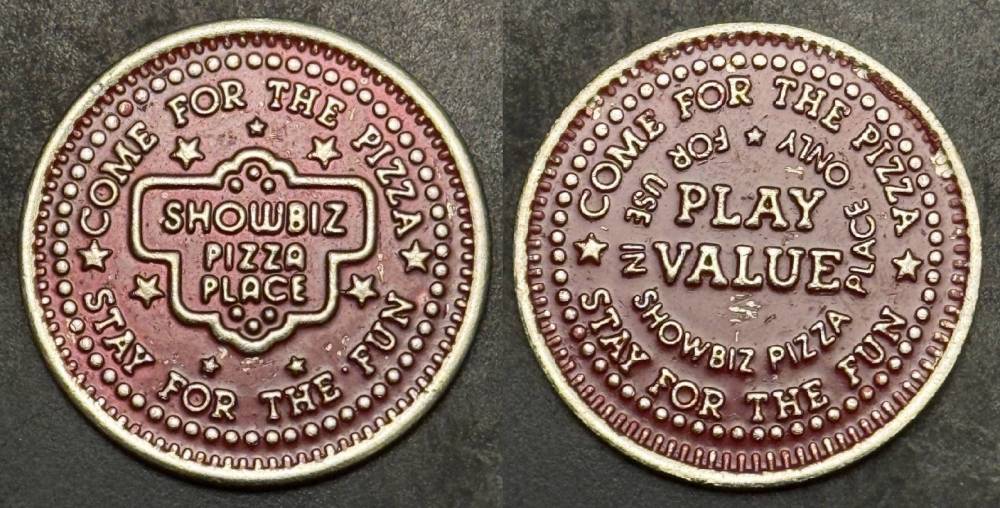 COME FOR THE PIZZA
SHOWBIZ
PIZZA
PLACE
STAY FOR THE FUN
COME FOR THE PIZZA
FOR USE IN SHOWBIZ PIZZA PLACE ONLY
PLAY
VALUE
STAY FOR THE FUN